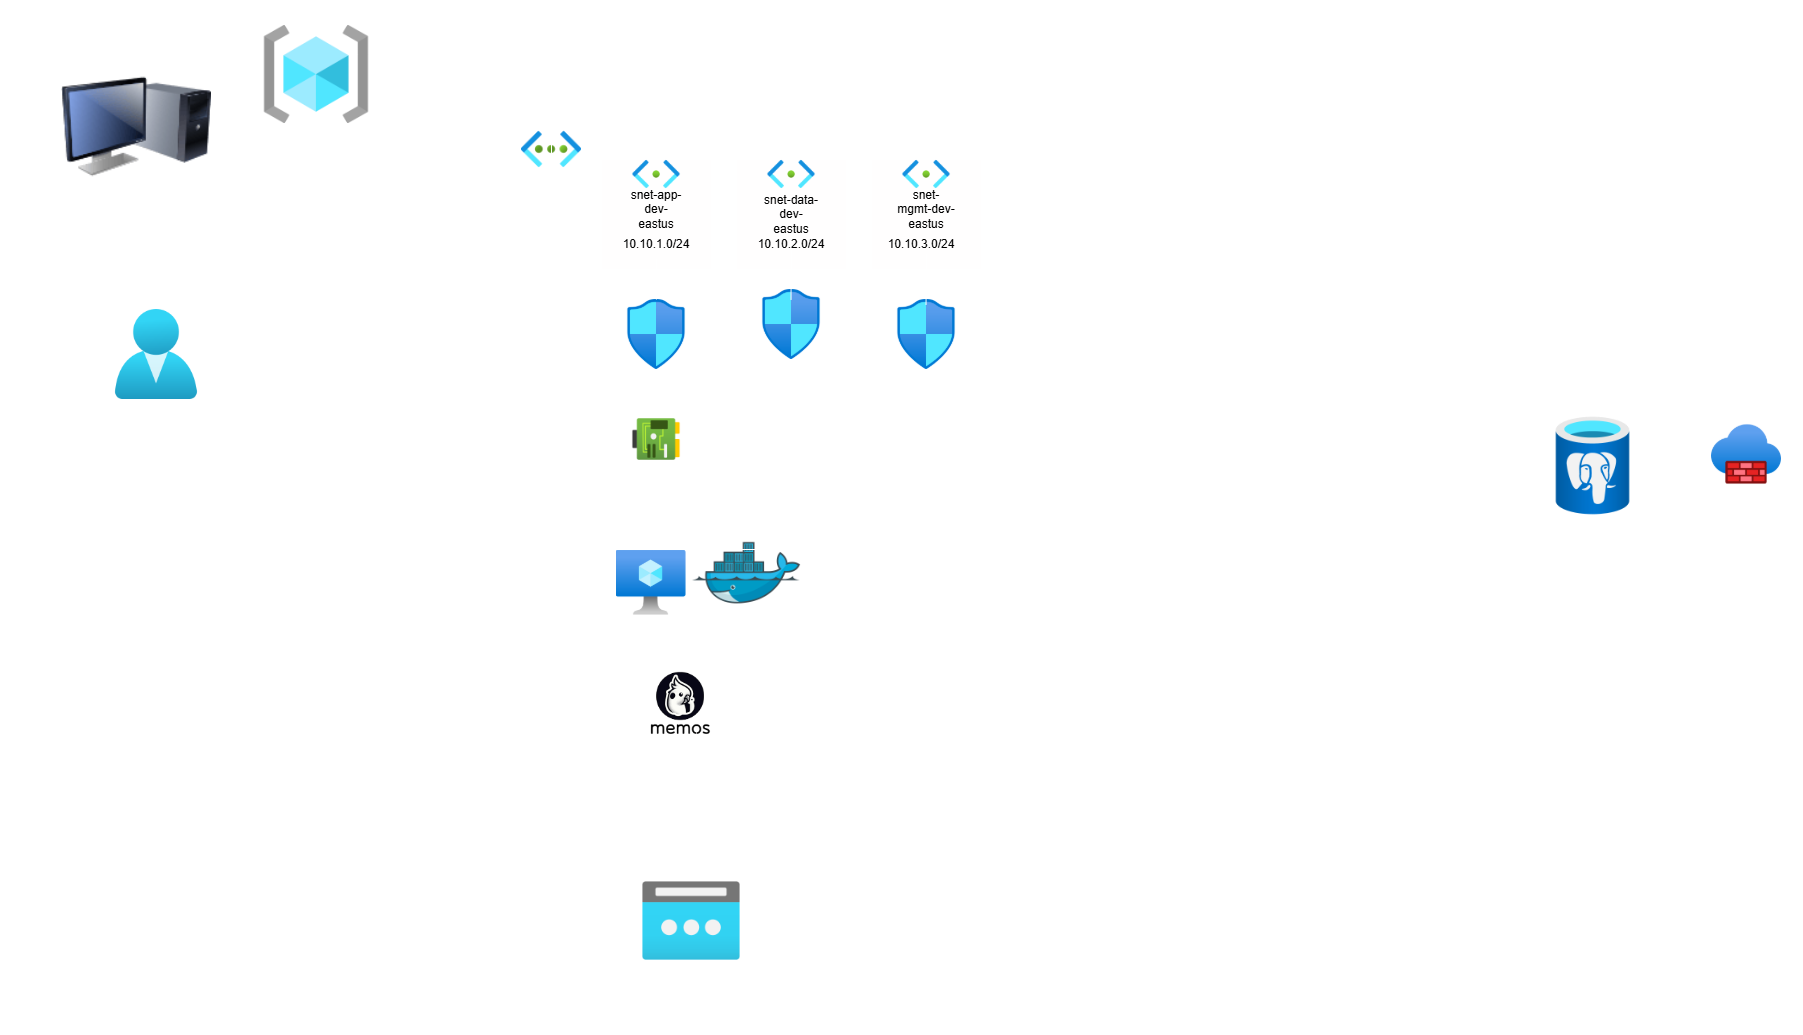 snet-app-
dev-
eastus
10.10.1.0/24
snet-data-
dev-
eastus
10.10.2.0/24
snet-
mgmt-dev-
eastus
10.10.3.0/24
memos